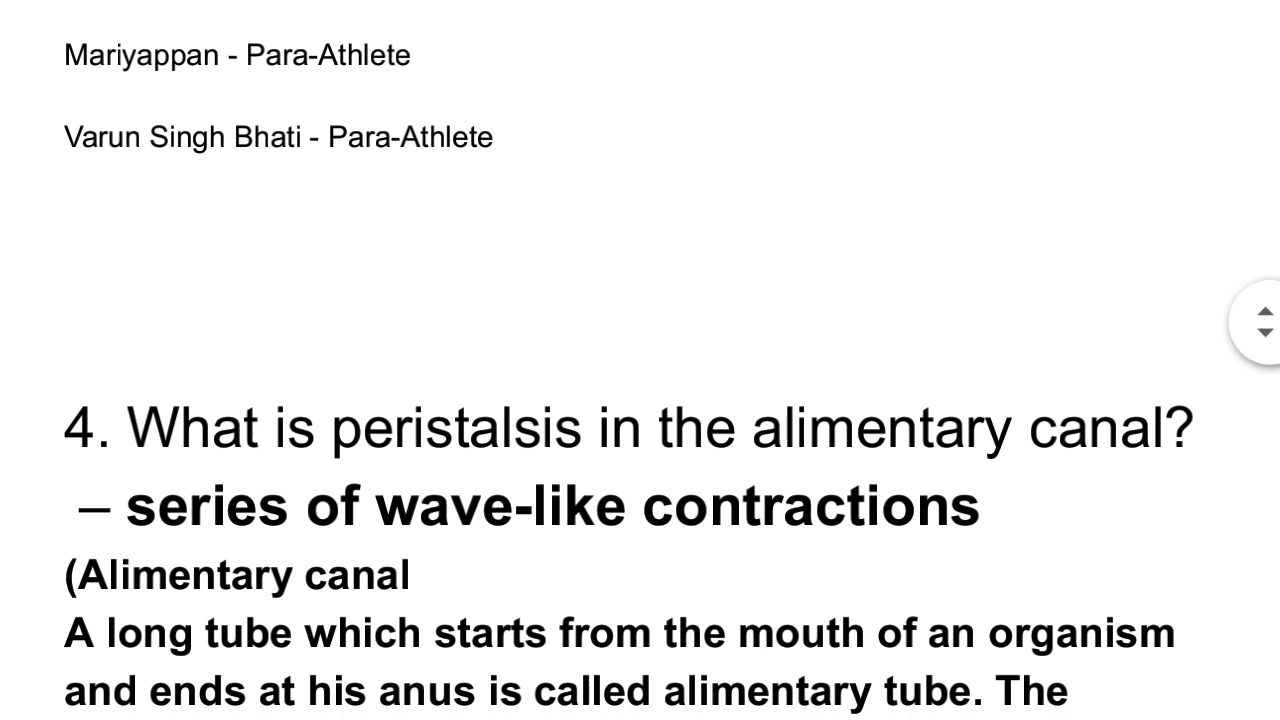 Mariyappan - Para-Athlete
Varun Singh Bhati - Para-Athlete
4. What is peristalsis in the alimentary canal?
– series of wave-like contractions
(Alimentary canal
A long tube which starts from the mouth of an organism
and ends at his anus is called alimentary tube. The